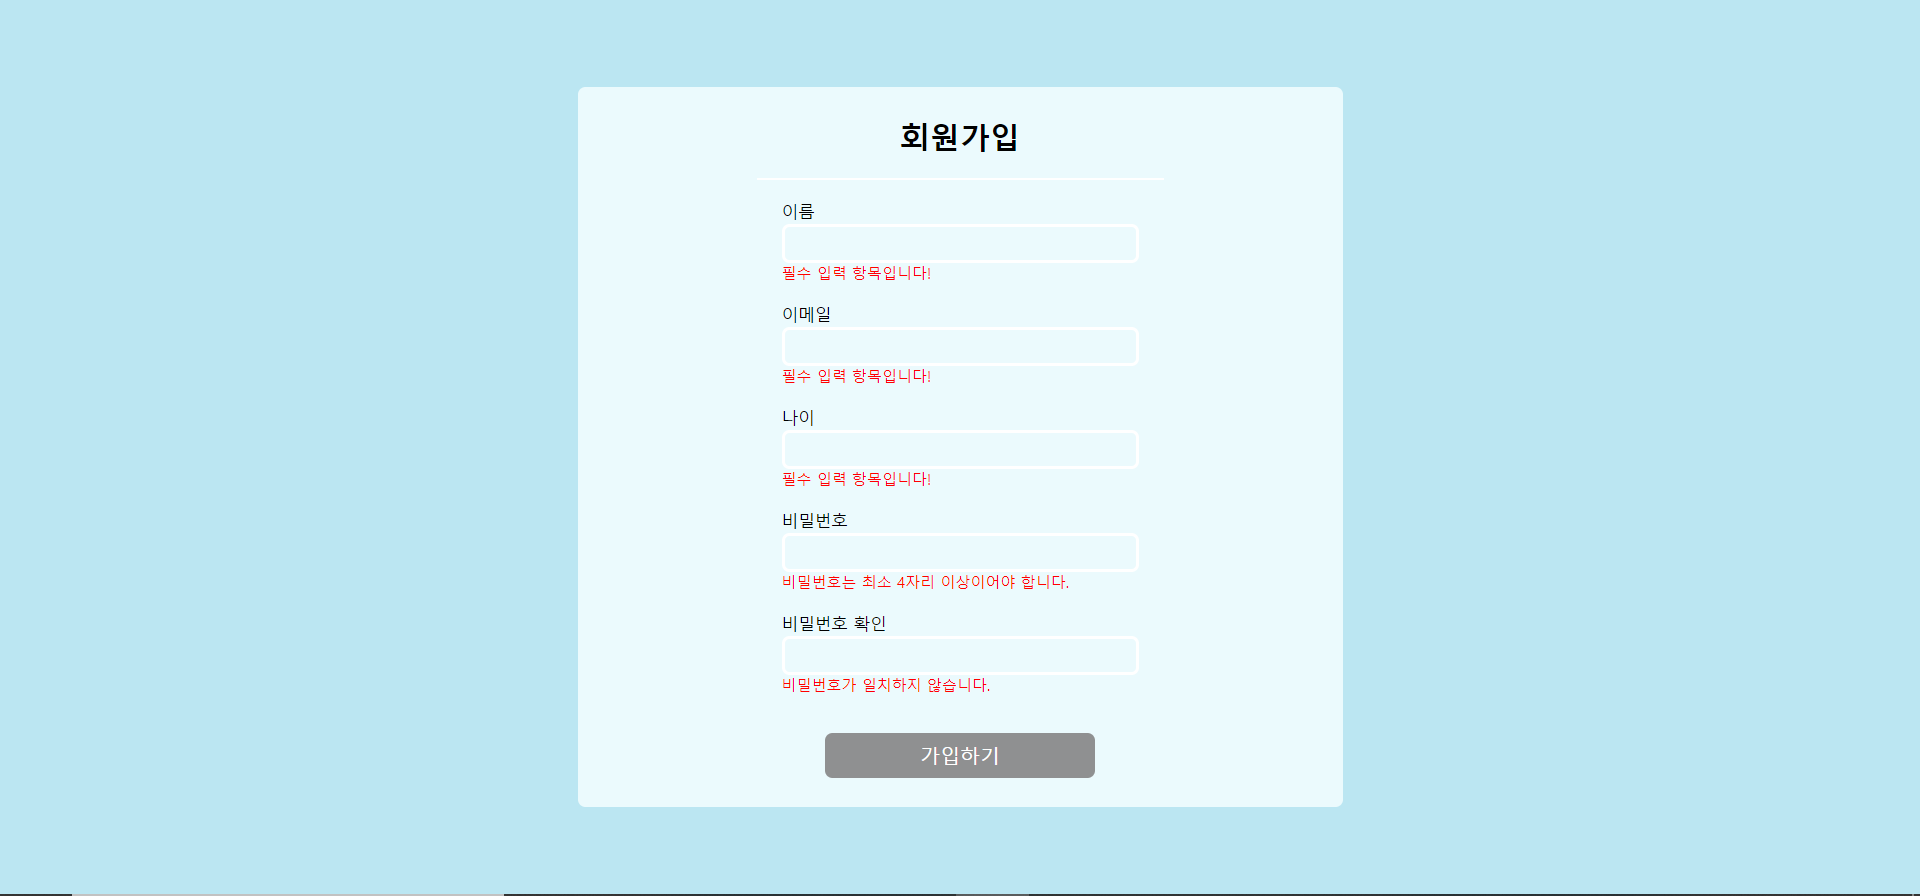 회원가입
이름
필수 입력 항목입니다!
이메일
필수 입력 항목입니다!
나이
필수 입력 항목입니다!
비밀번호
비밀번호는 최소 4자리 이상이어야 합니다.
비밀번호 확인
비밀번호가 일치하지 않습니다.
가입하기